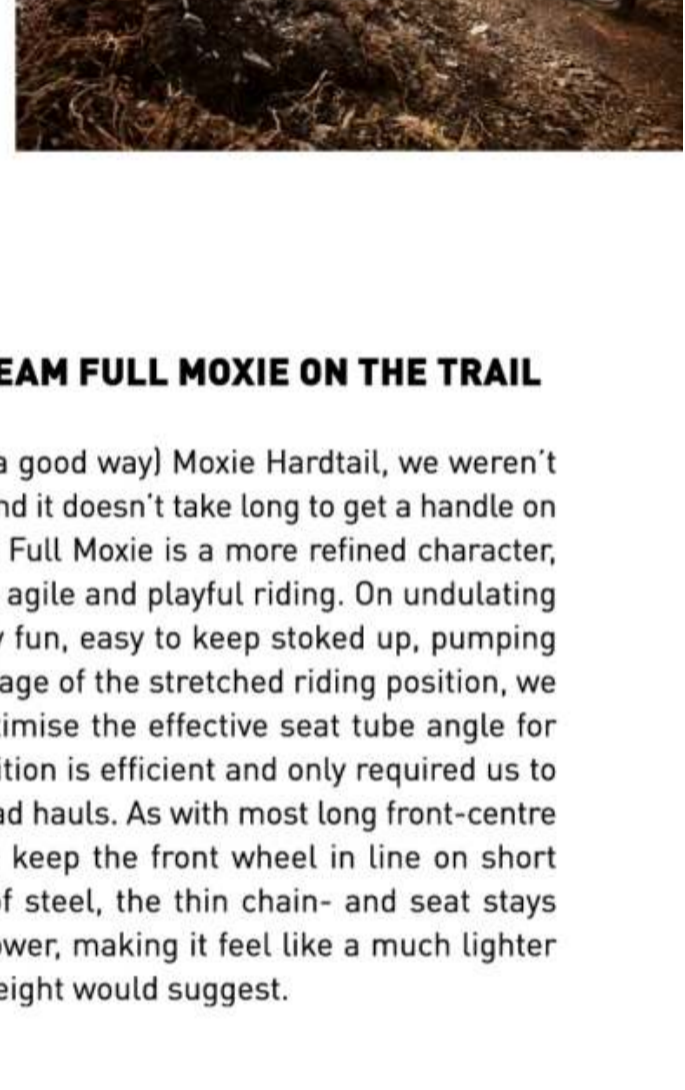 EAM FULL MOXIE ON THE TRAIL
a good way) Moxie Hardtail, we weren't
nd it doesn't take long to get a handle on
Full Moxie is a more refined character,
agile and playful riding. On undulating
y fun, easy to keep stoked up, pumping
age of the stretched riding position, we
timise the effective seat tube angle for
ition is efficient and only required us to
ad hauls. As with most long front-centre
keep the front wheel in line on short
of steel, the thin chain- and seat stays
ower, making it feel like a much lighter
eight would suggest.